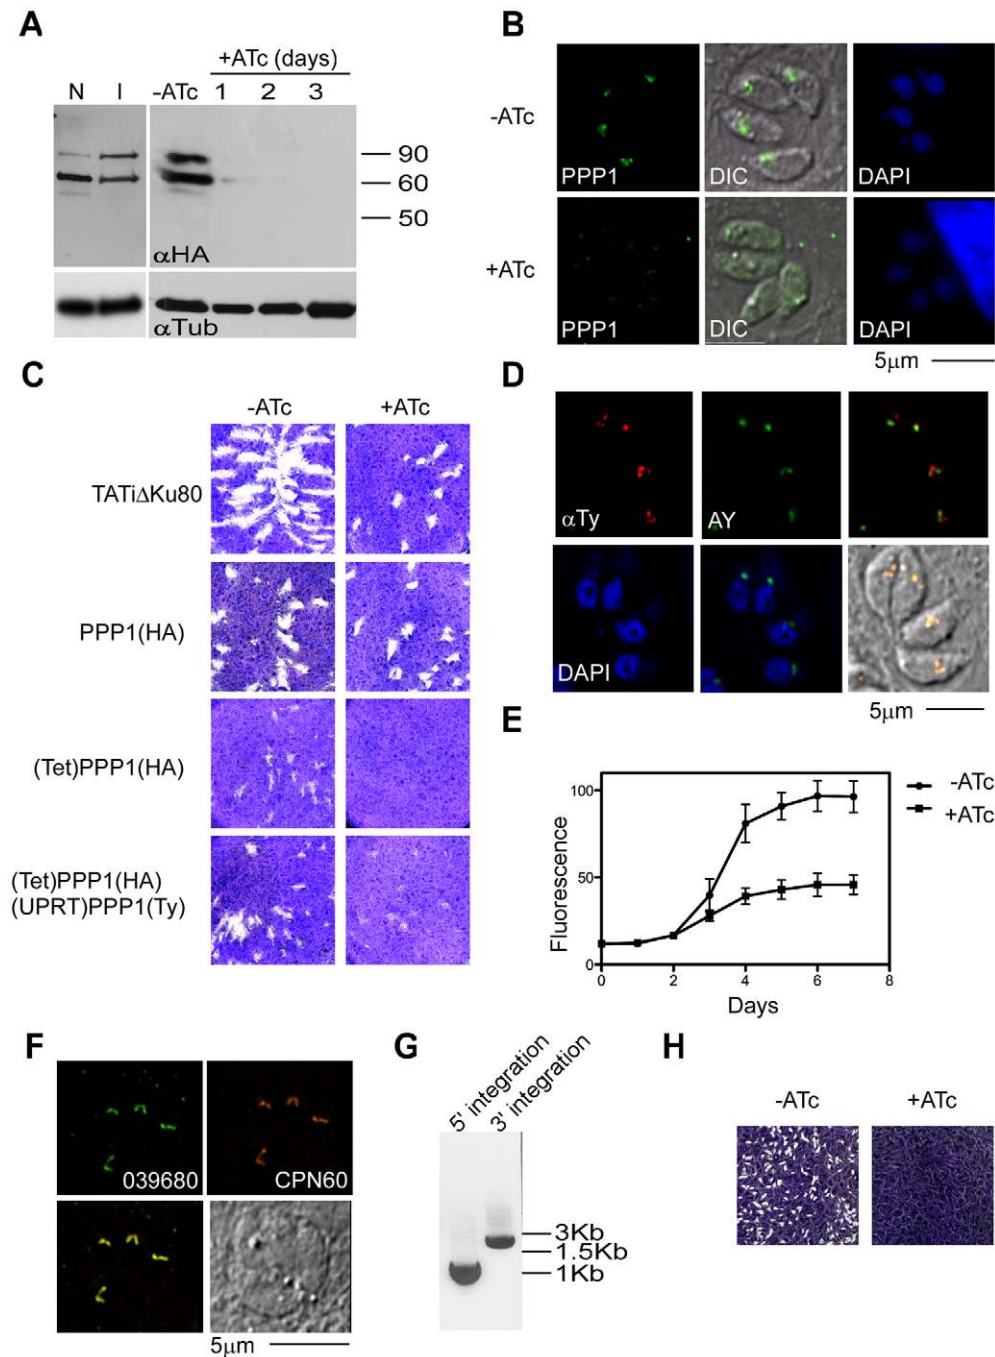 A
+ATc (days)
N I -ATc 1 2 3
90
60
50
αHA
αTub
B
-ATc
PPP1 DIC DAPI
+ATc
PPP1 DIC DAPI
5μm
C
-ATc +ATc
TATiΔKu80
PPP1(HA)
(Tet)PPP1(HA)
(Tet)PPP1(HA)
(UPRT)PPP1(Ty)
D
αTy AY
DAPI
5μm
E
100
50
0
Fluorescence
0 2 4 6 8
Days
-ATc
+ATc
F
039680 CPN60
5μm
G
5' integration
3' integration
3Kb
1.5Kb
1Kb
H
-ATc +ATc